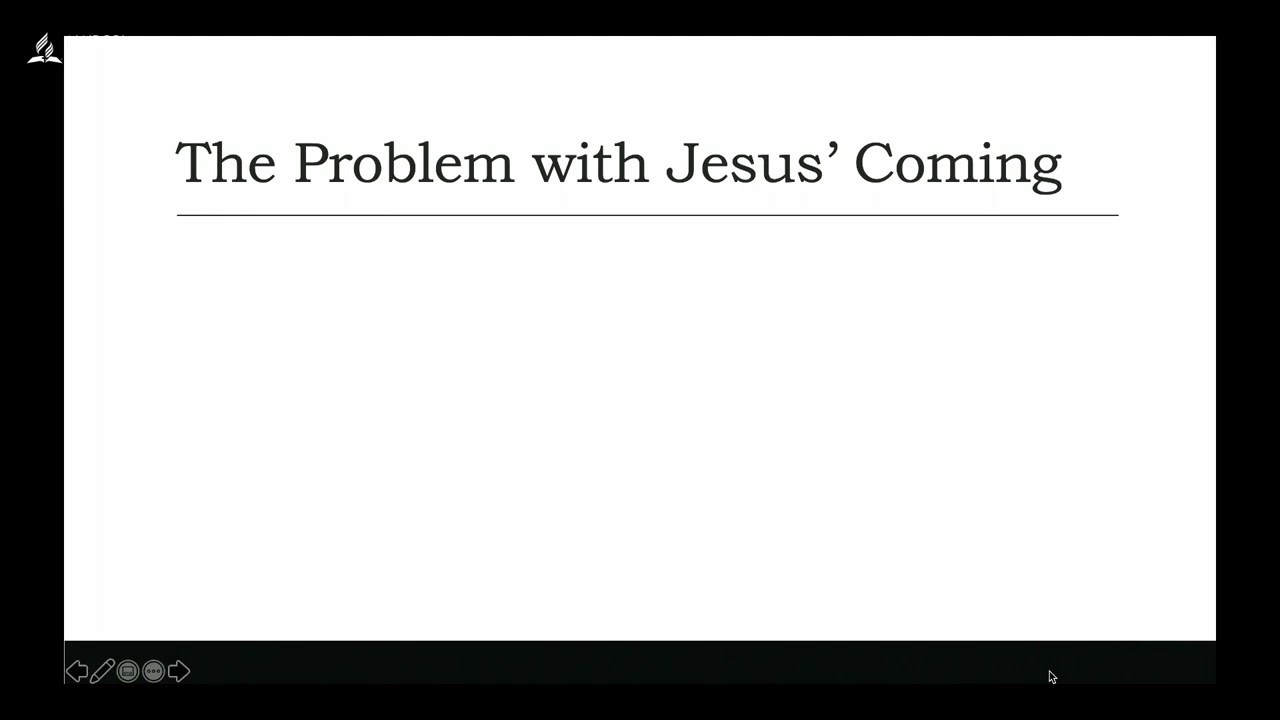 The Problem with Jesus’ Coming